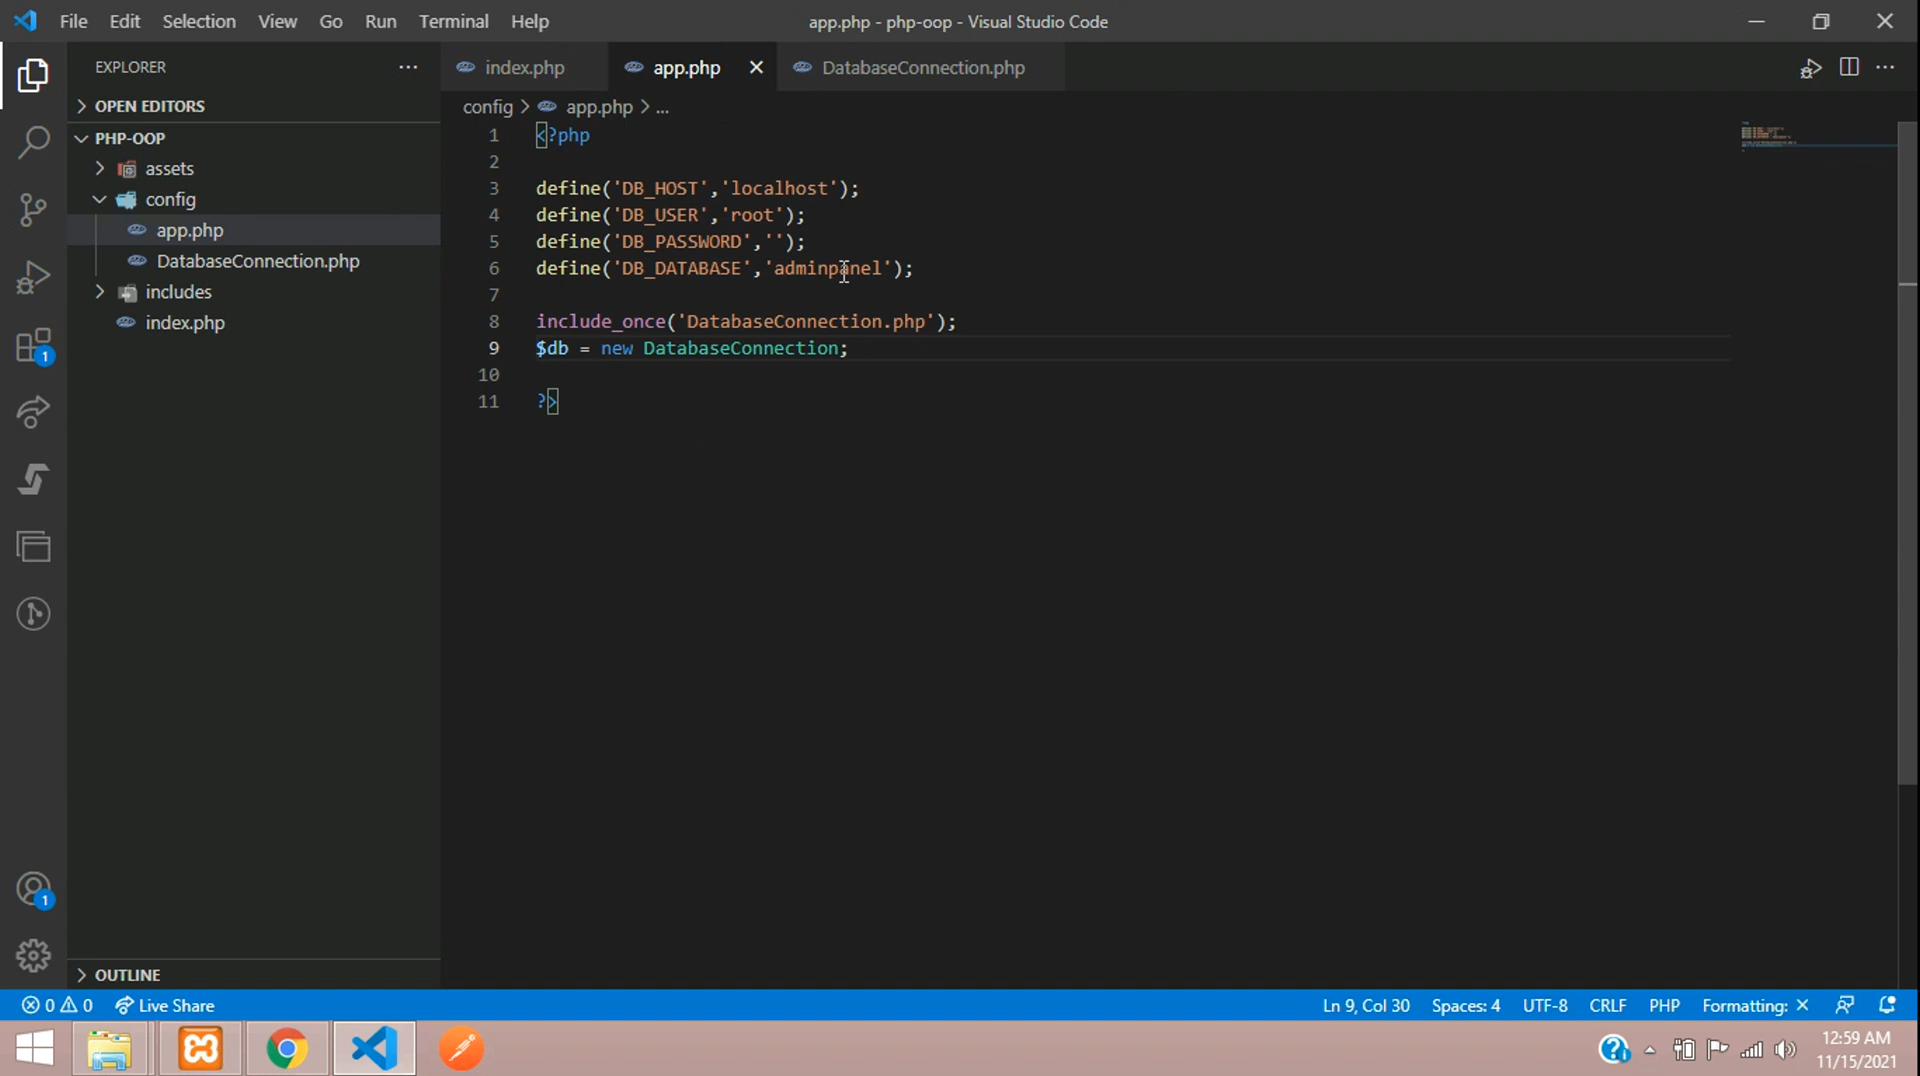 File Edit Selection View Go Run Terminal Help
app.php - php-oop - Visual Studio Code
EXPLORER
index.php
app.php
DatabaseConnection.php
OPEN EDITORS
config > app.php > ...
PHP-OOP
assets
config
app.php
DatabaseConnection.php
includes
index.php
1 <?php
2
3 define('DB_HOST','localhost');
4 define('DB_USER','root');
5 define('DB_PASSWORD','');
6 define('DB_DATABASE','adminpanel');
7
8 include_once('DatabaseConnection.php');
9 $db = new DatabaseConnection;
10
11 ?>
1
1
OUTLINE
0 0 Live Share
Ln 9, Col 30 Spaces: 4 UTF-8 CRLF PHP Formatting: ×
12:59 AM
11/15/2021